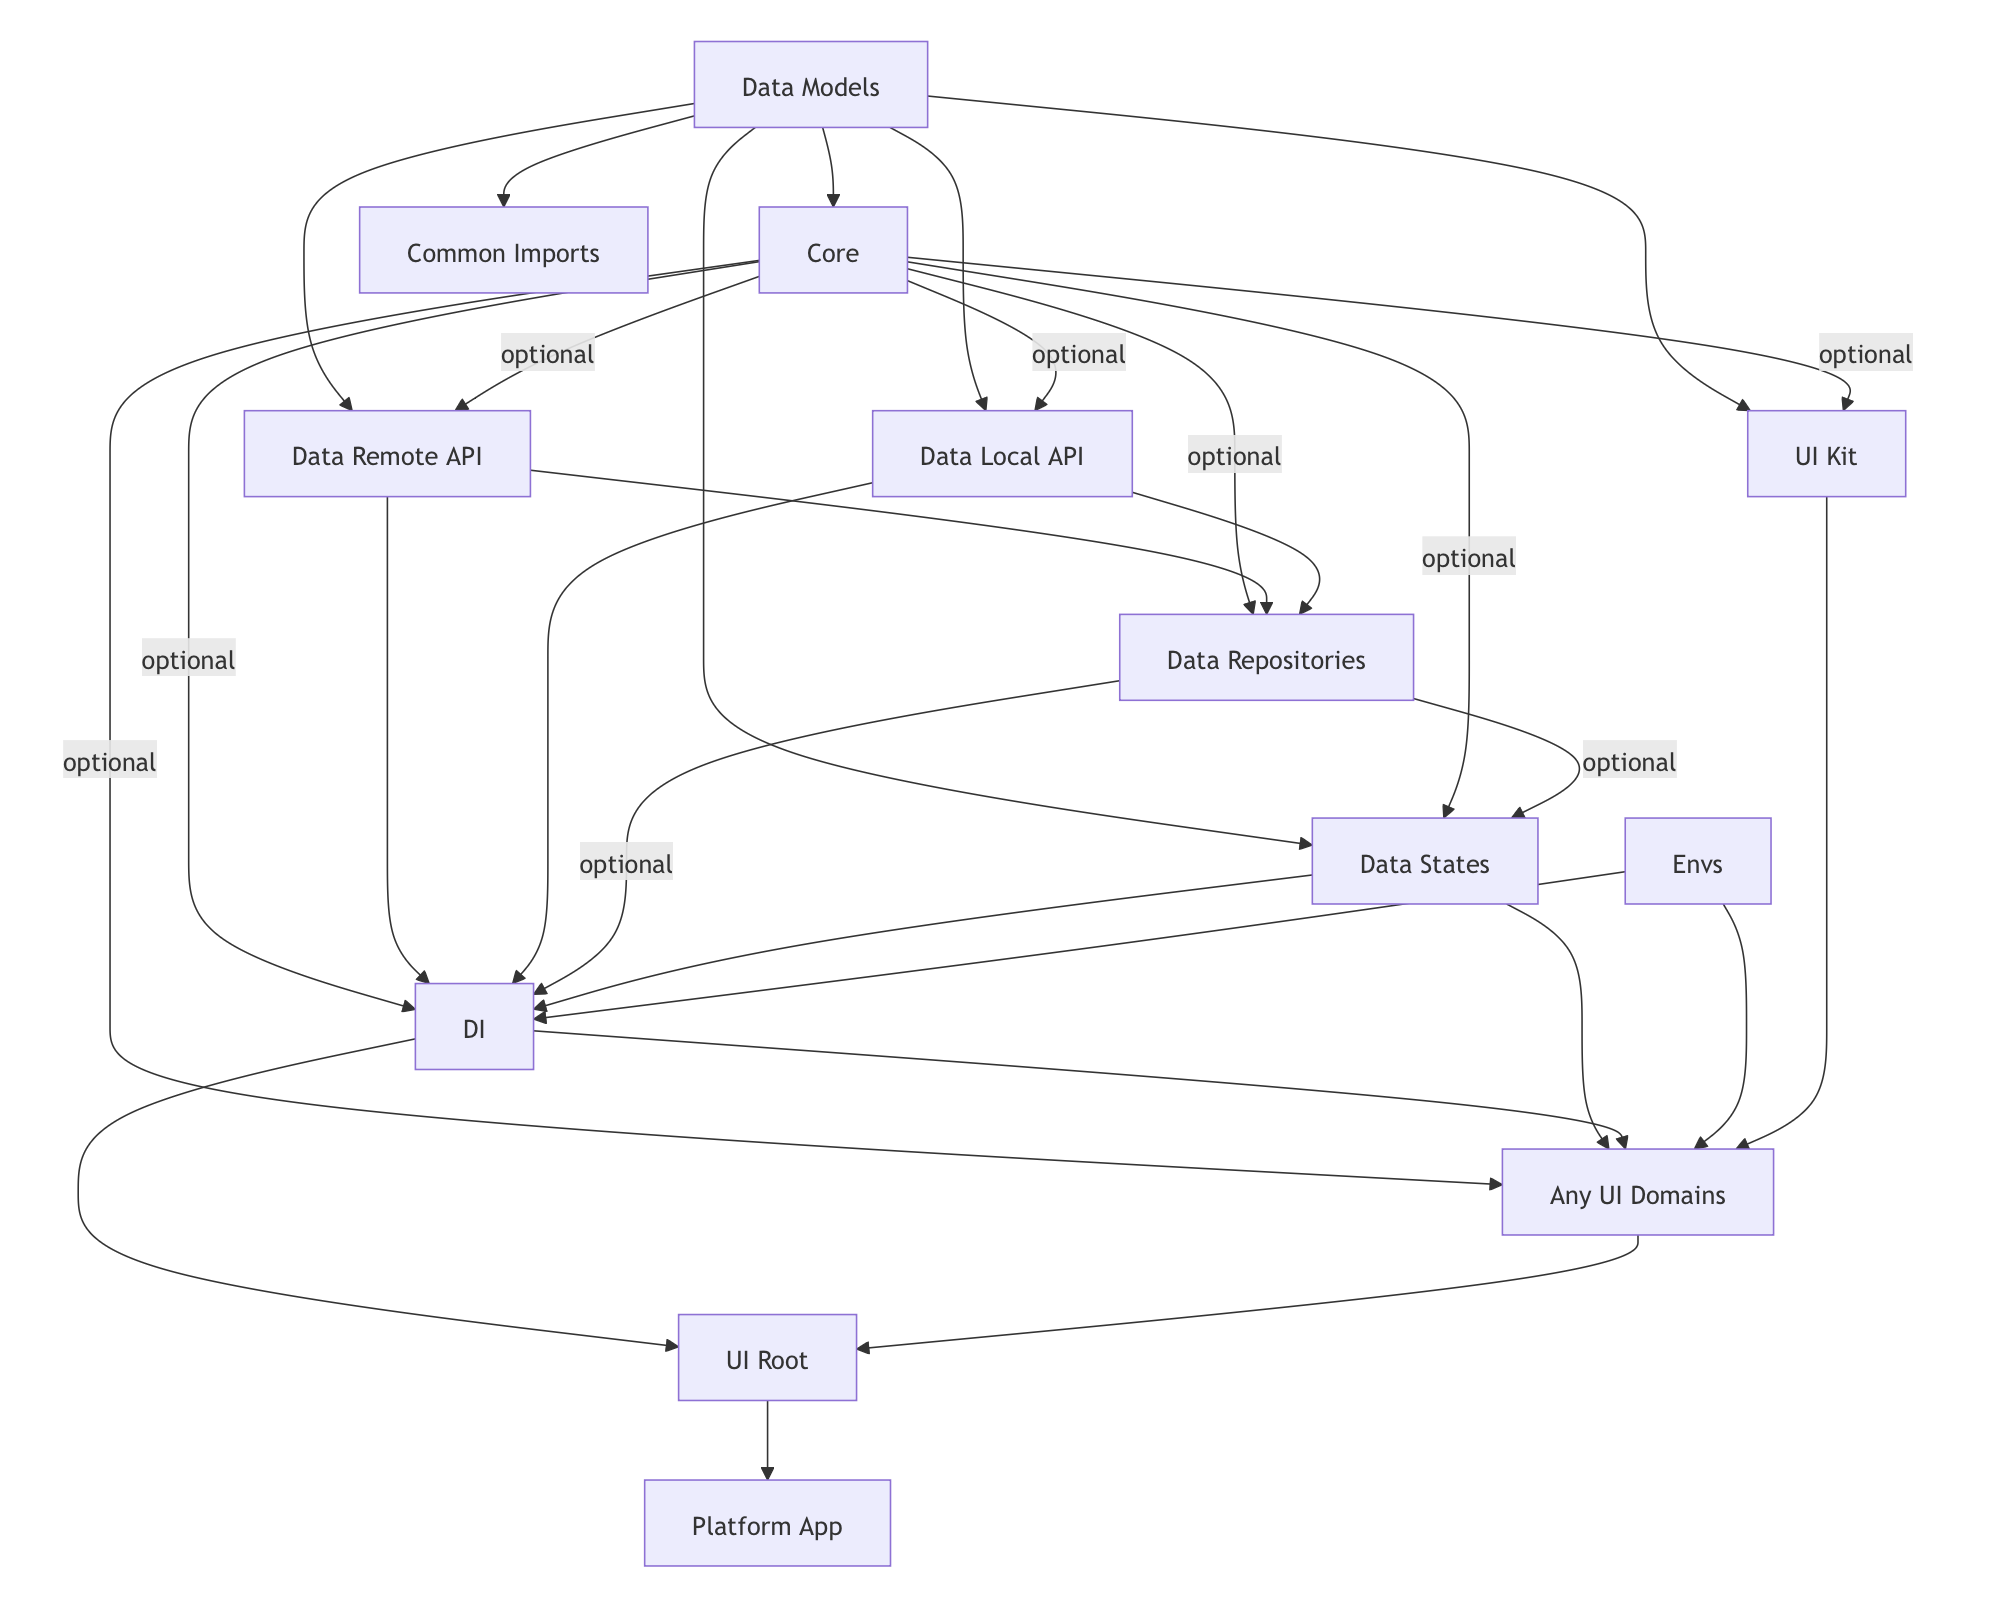 Data Models
Common Imports
Core
optional
optional
optional
Data Remote API
Data Local API
optional
UI Kit
optional
optional
Data Repositories
optional
optional
optional
Data States
Envs
DI
Any UI Domains
UI Root
Platform App